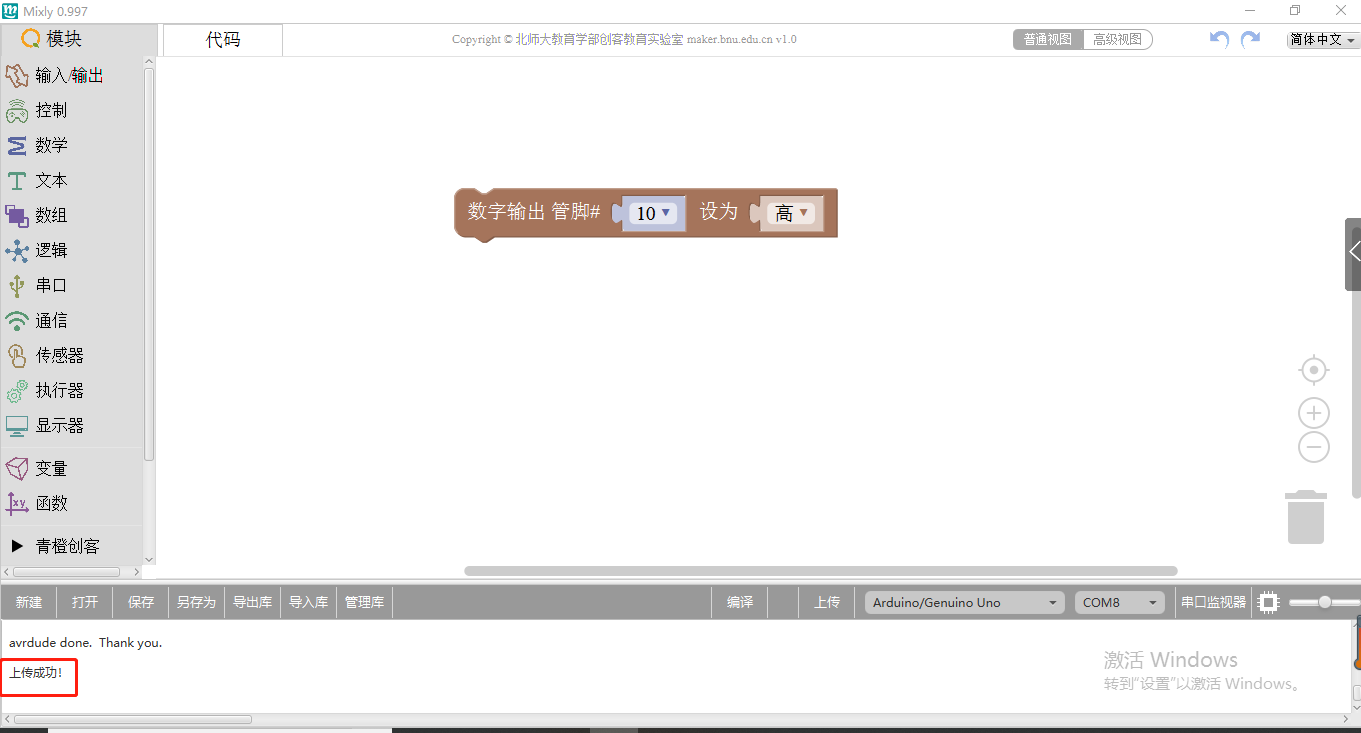 Mixly 0.997
模块
代码
Copyright © 北师大教育学部创客教育实验室 maker.bnu.edu.cn v1.0
普通视图 高级视图
简体中文
输入/输出
控制
数学
文本
数组
逻辑
串口
通信
传感器
执行器
显示器
变量
函数
青橙创客
数字输出 管脚# 10 设为 高
新建 打开 保存 另存为 导出库 导入库 管理库 编译 上传 Arduino/Genuino Uno COM8 串口监视器
avrdude done. Thank you.
上传成功!
激活 Windows
转到"设置"以激活 Windows。